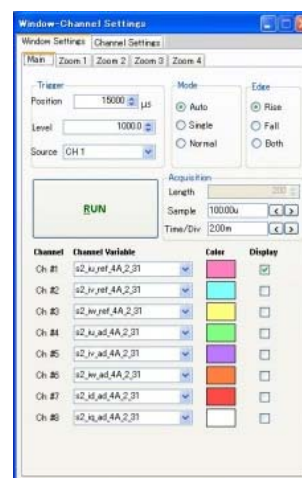 Window-Channel Settings
Window Settings Channel Settings
Main Zoom 1 Zoom 2 Zoom 3 Zoom 4
Trigger
Position 15000 µs
Level 1000.0
Source CH 1
Mode
Auto
Single
Normal
Edge
Rise
Fall
Both
RUN
Acquisition
Length 200
Sample 100.00u
Time/Div 2.00m
Channel Channel Variable Color Display
Ch #1 s2_iu_ref_4A_2_31
Ch #2 s2_iv_ref_4A_2_31
Ch #3 s2_iw_ref_4A_2_31
Ch #4 s2_iu_ad_4A_2_31
Ch #5 s2_iv_ad_4A_2_31
Ch #6 s2_iw_ad_4A_2_31
Ch #7 s2_id_ad_4A_2_31
Ch #8 s2_iq_ad_4A_2_31